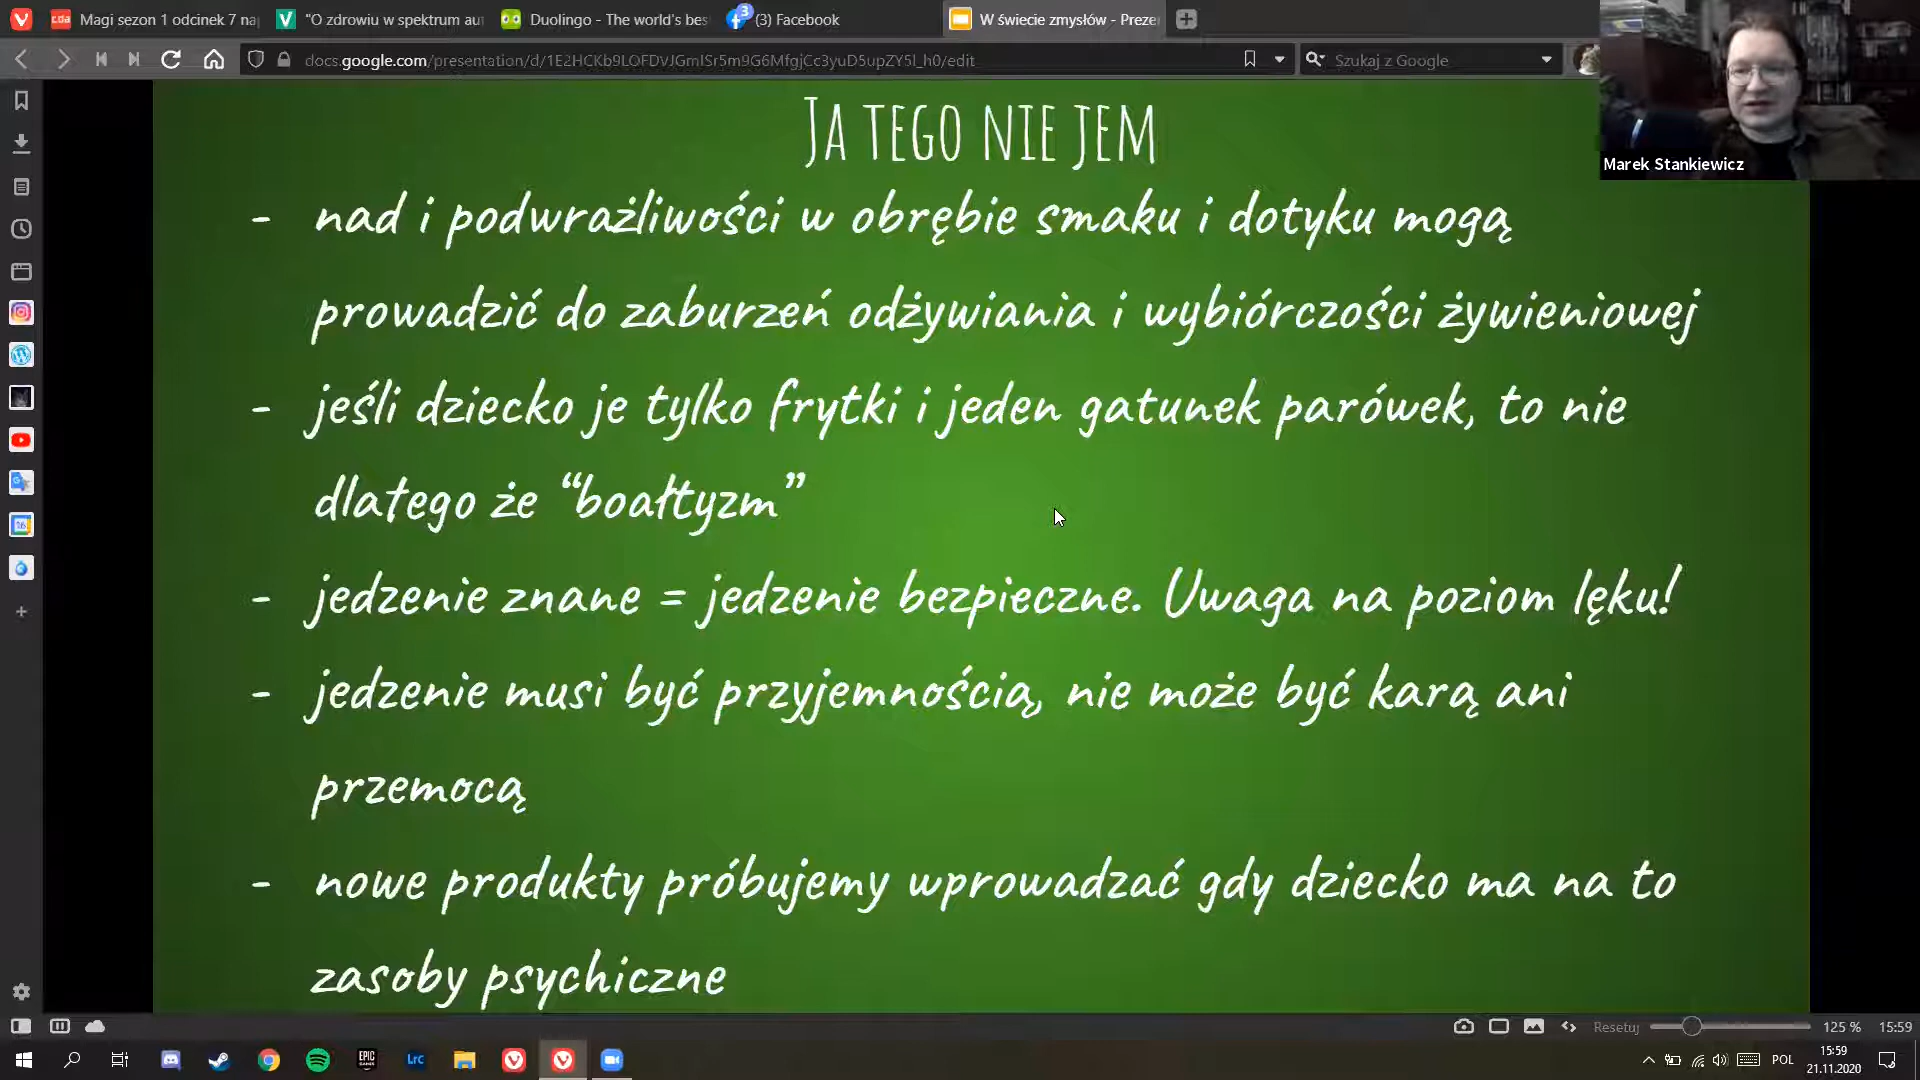 Magi sezon 1 odcinek 7 na
"O zdrowiu w spektrum au
Duolingo - The world's bes
(3) Facebook
W świecie zmysłów - Preze
docs.google.com/presentation/d/1E2HCKb9LOFDVJGmISr5m9G6MfgjCc3yuD5upZY5l_h0/edit
Szukaj z Google
Marek Stankiewicz
JA TEGO NIE JEM
- nad i podwrażliwości w obrębie smaku i dotyku mogą
prowadzić do zaburzeń odżywiania i wybiórczości żywieniowej
- jeśli dziecko je tylko frytki i jeden gatunek parówek, to nie
dlatego że “boałtyzm”
- jedzenie znane = jedzenie bezpieczne. Uwaga na poziom lęku!
- jedzenie musi być przyjemnością, nie może być karą ani
przemocą
- nowe produkty próbujemy wprowadzać gdy dziecko ma na to
zasoby psychiczne
Resetuj 125 % 15:59
EPIC Lrc POL 15:59
21.11.2020